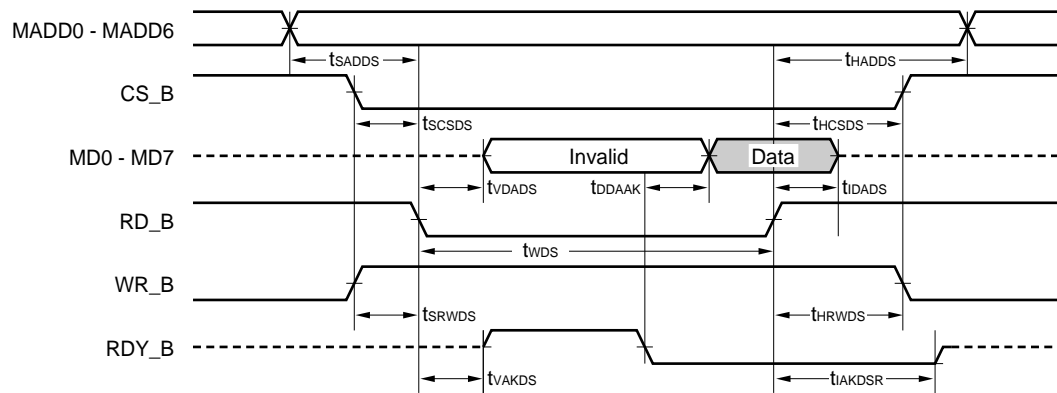 MADD0 - MADD6
tSADDS tHADDS
CS_B
tSCSDS tHCSDS
MD0 - MD7 Invalid Data
tVDADS tDDAAK tIDADS
RD_B
tWDS
WR_B
tSRWDS tHRWDS
RDY_B
tVAKDS tIAKDSR